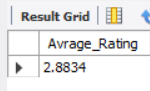 Result Grid
Avrage_Rating
2.8834